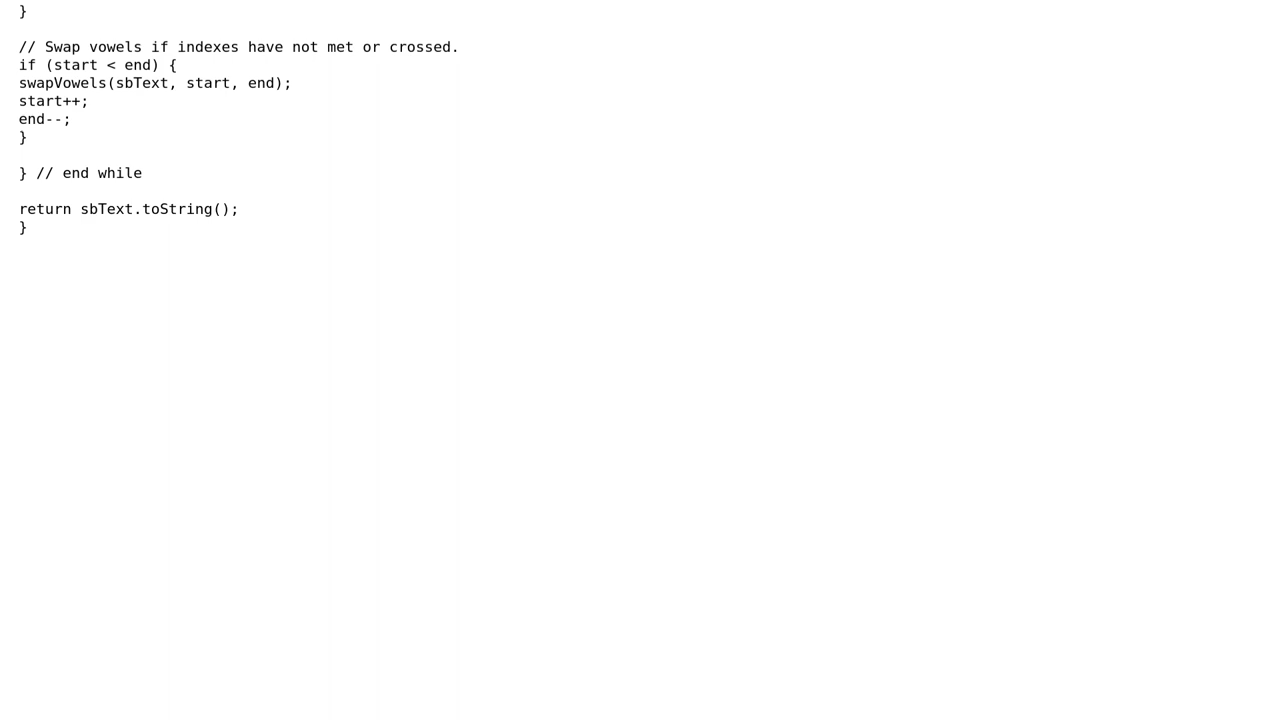 }
// Swap vowels if indexes have not met or crossed.
if (start < end) {
swapVowels(sbText, start, end);
start++;
end--;
}
} // end while
return sbText.toString();
}